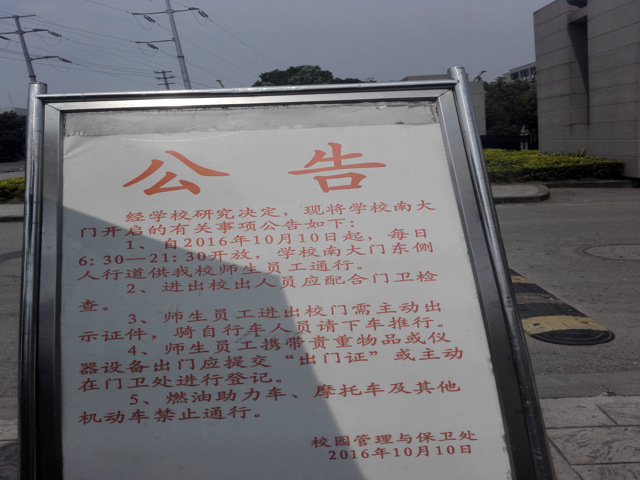 公告
经学校研究决定，现将学校南大
门开启的有关事项公告如下：
1、自2016年10月10日起，每日
6：30—21：30开放，学校南大门东侧
人行道供我校师生员工通行。
2、进出校出人员应配合门卫检
查。
3、师生员工进出校门需主动出
示证件，骑自行车人员请下车推行。
4、师生员工携带贵重物品或仪
器设备出门应提交“出门证”或主动
在门卫处进行登记。
5、燃油助力车、摩托车及其他
机动车禁止通行。
校园管理与保卫处
2016年10月10日